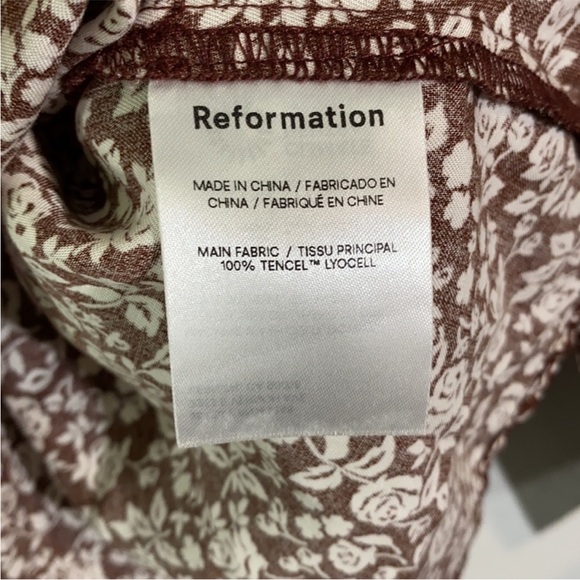 Reformation
MADE IN CHINA / FABRICADO EN
CHINA / FABRIQUÉ EN CHINE
MAIN FABRIC / TISSU PRINCIPAL
100% TENCEL™ LYOCELL